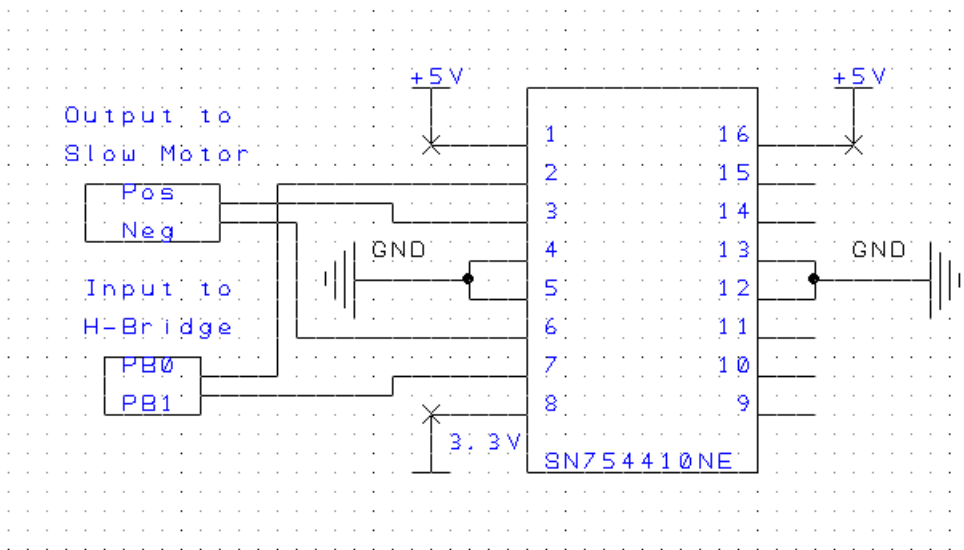 +5V
+5V
Output to
Slow Motor
Pos
Neg
Input to
H-Bridge
PB0
PB1
GND
GND
3.3V
1
2
3
4
5
6
7
8
16
15
14
13
12
11
10
9
SN754410NE